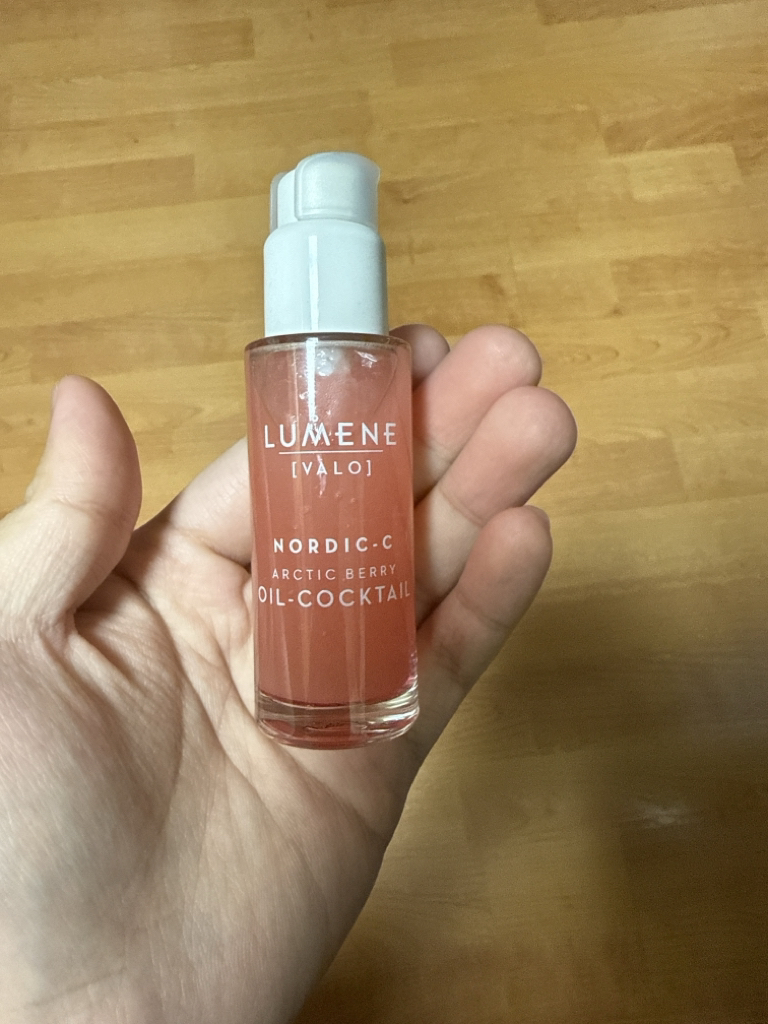 LUMENE
[VALO]
NORDIC-C
ARCTIC BERRY
OIL-COCKTAIL